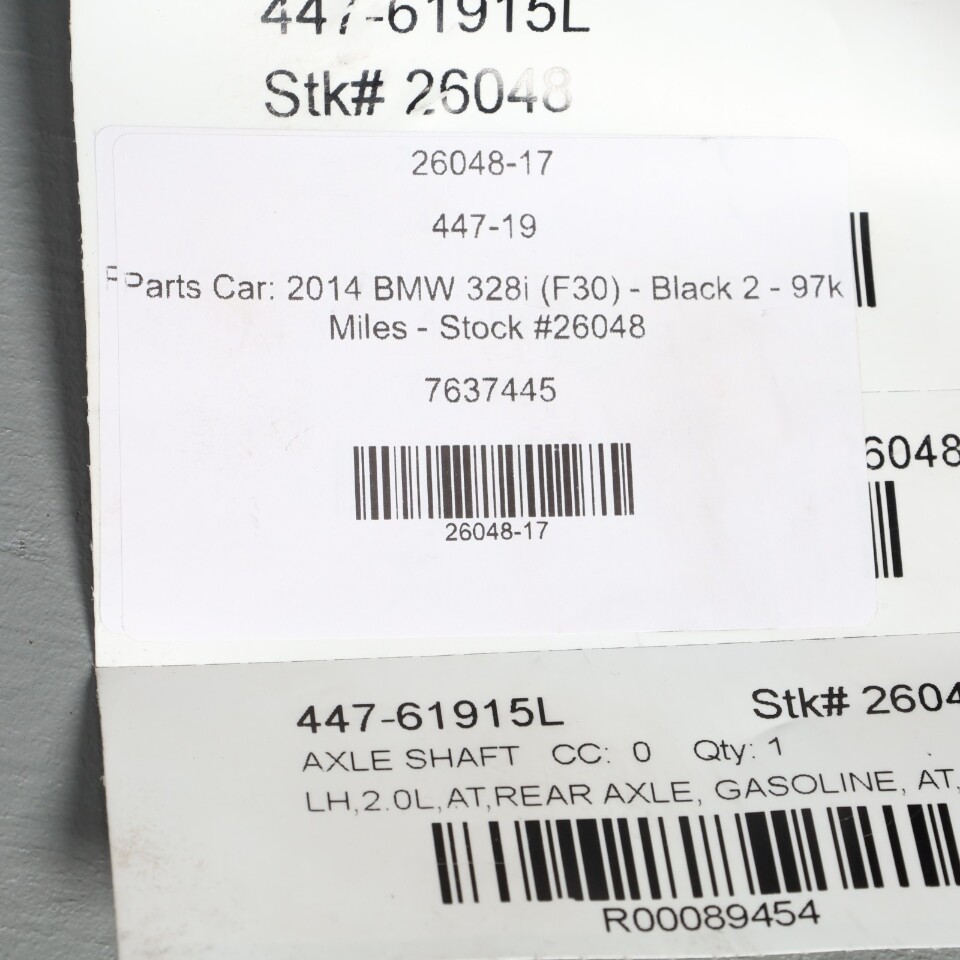 447-61915L
Stk# 26048
26048-17
447-19
Parts Car: 2014 BMW 328i (F30) - Black 2 - 97k
Miles - Stock #26048
7637445
26048-17
6048
447-61915L Stk# 2604
AXLE SHAFT CC: 0 Qty: 1
LH,2.0L,AT,REAR AXLE, GASOLINE, AT,
R00089454